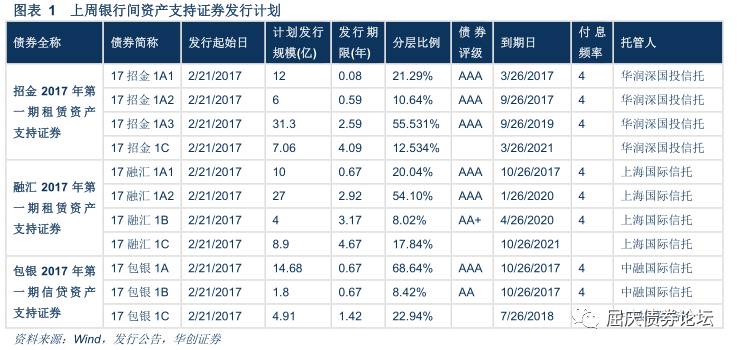 图表 1 上周银行间资产支持证券发行计划
债券全称 债券简称 发行起始日 计划发行规模(亿) 发行期限(年) 分层比例 债券评级 到期日 付息频率 托管人
招金 2017 年第一期租赁资产支持证券
17 招金 1A1 2/21/2017 12 0.08 21.29% AAA 3/26/2017 4 华润深国投信托
17 招金 1A2 2/21/2017 6 0.59 10.64% AAA 9/26/2017 4 华润深国投信托
17 招金 1A3 2/21/2017 31.3 2.59 55.531% AAA 9/26/2019 4 华润深国投信托
17 招金 1C 2/21/2017 7.06 4.09 12.534% 3/26/2021 4 华润深国投信托
融汇 2017 年第一期租赁资产支持证券
17 融汇 1A1 2/21/2017 10 0.67 20.04% AAA 10/26/2017 4 上海国际信托
17 融汇 1A2 2/21/2017 27 2.92 54.10% AAA 1/26/2020 4 上海国际信托
17 融汇 1B 2/21/2017 4 3.17 8.02% AA+ 4/26/2020 4 上海国际信托
17 融汇 1C 2/21/2017 8.9 4.67 17.84% 10/26/2021 4 上海国际信托
包银 2017 年第一期信贷资产支持证券
17 包银 1A 2/21/2017 14.68 0.67 68.64% AAA 10/26/2017 4 中融国际信托
17 包银 1B 2/21/2017 1.8 0.67 8.42% AA 10/26/2017 4 中融国际信托
17 包银 1C 2/21/2017 4.91 1.42 22.94% 7/26/2018 4
屈庆债券论坛
资料来源：Wind，发行公告，华创证券